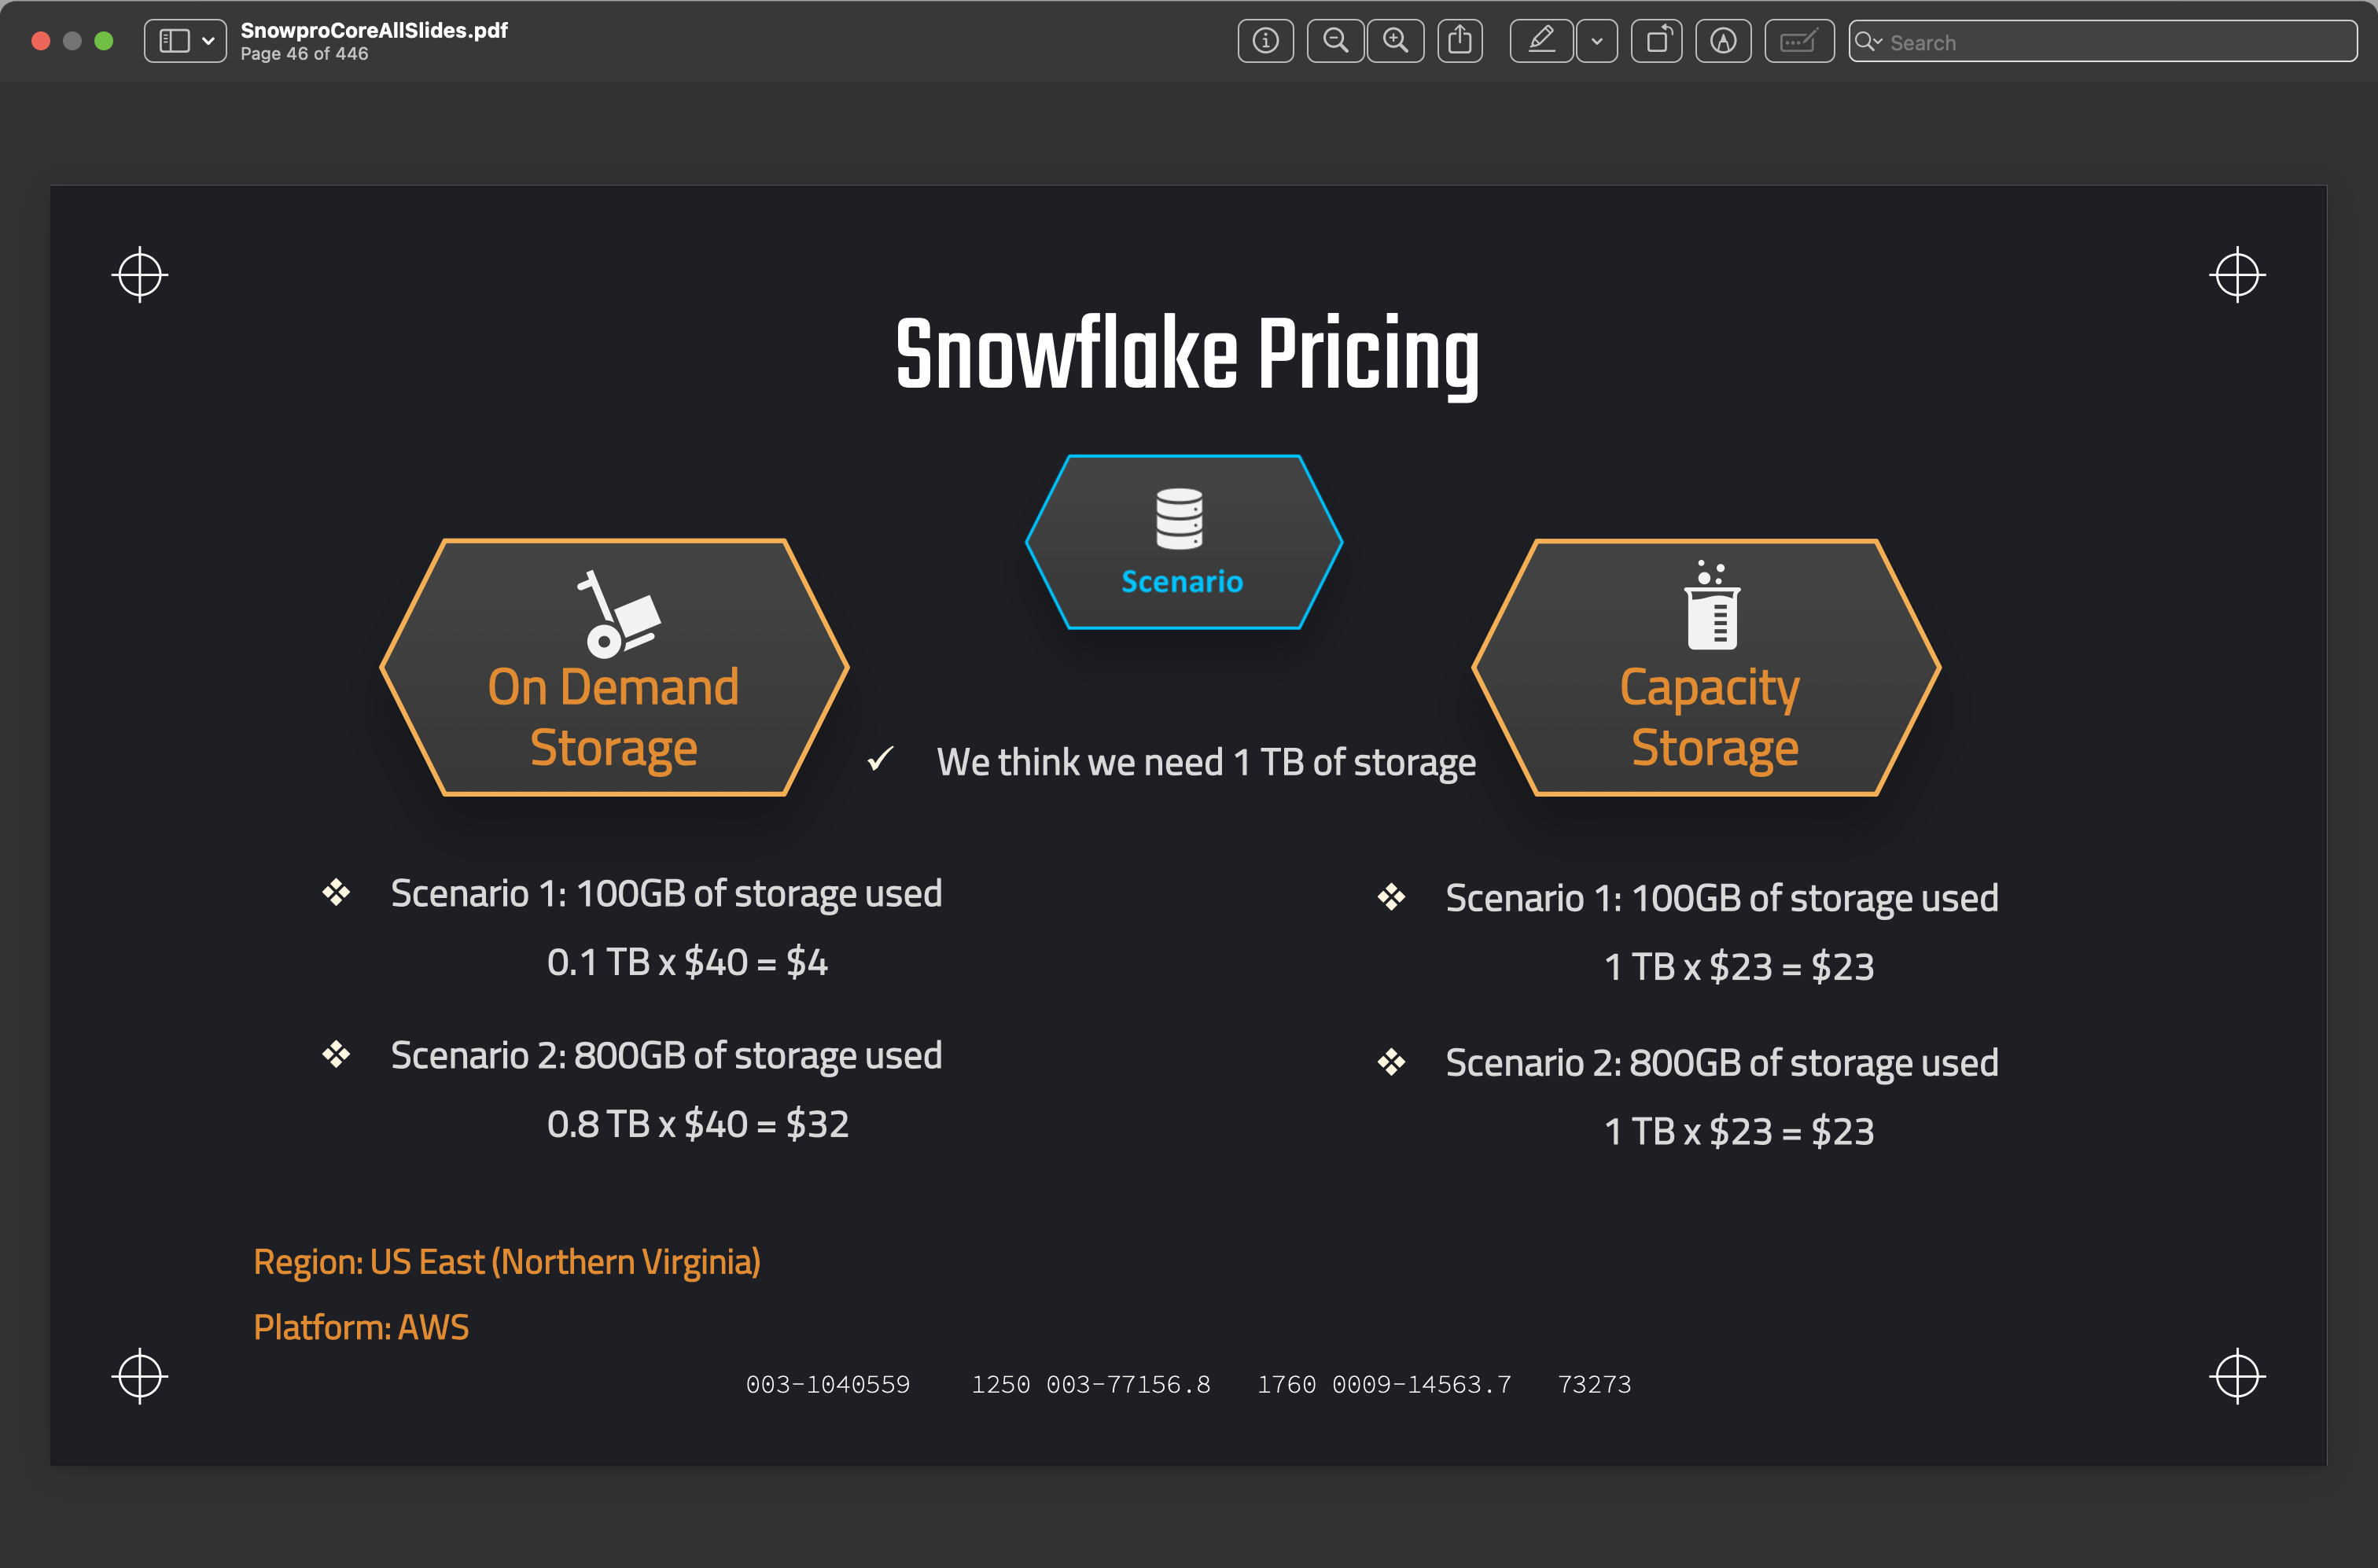 SnowproCoreAllSlides.pdf
Page 46 of 446
Search
Snowflake Pricing
Scenario
On Demand
Storage
Capacity
Storage
✓ We think we need 1 TB of storage
❖ Scenario 1: 100GB of storage used
0.1 TB x $40 = $4
❖ Scenario 2: 800GB of storage used
0.8 TB x $40 = $32
❖ Scenario 1: 100GB of storage used
1 TB x $23 = $23
❖ Scenario 2: 800GB of storage used
1 TB x $23 = $23
Region: US East (Northern Virginia)
Platform: AWS
003-1040559 1250 003-77156.8 1760 0009-14563.7 73273